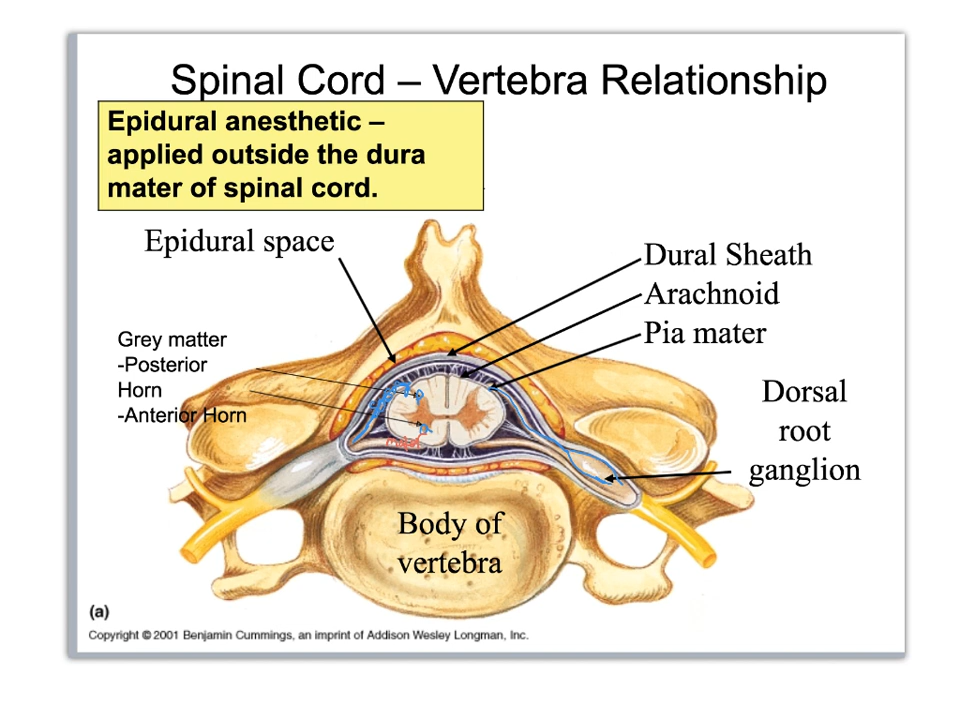 Spinal Cord – Vertebra Relationship
Epidural anesthetic –
applied outside the dura
mater of spinal cord.
Epidural space
Dural Sheath
Arachnoid
Pia mater
Grey matter
-Posterior
Horn
-Anterior Horn
Dorsal
root
ganglion
Body of
vertebra
(a)
Copyright © 2001 Benjamin Cummings, an imprint of Addison Wesley Longman, Inc.